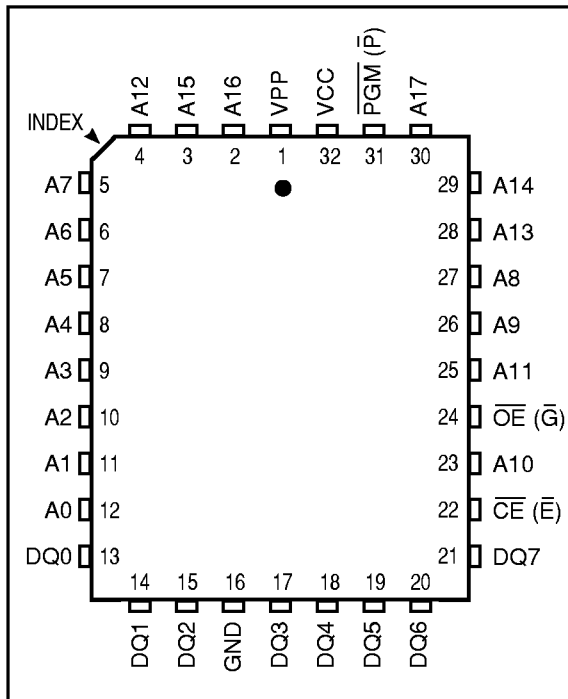 A12 A15 A16 VPP VCC P̅G̅M̅ (P̅) A17
INDEX
4 3 2 1 32 31 30
A7 5 29 A14
A6 6 28 A13
A5 7 27 A8
A4 8 26 A9
A3 9 25 A11
A2 10 24 O̅E̅ (G̅)
A1 11 23 A10
A0 12 22 C̅E̅ (E̅)
DQ0 13 21 DQ7
14 15 16 17 18 19 20
DQ1 DQ2 GND DQ3 DQ4 DQ5 DQ6